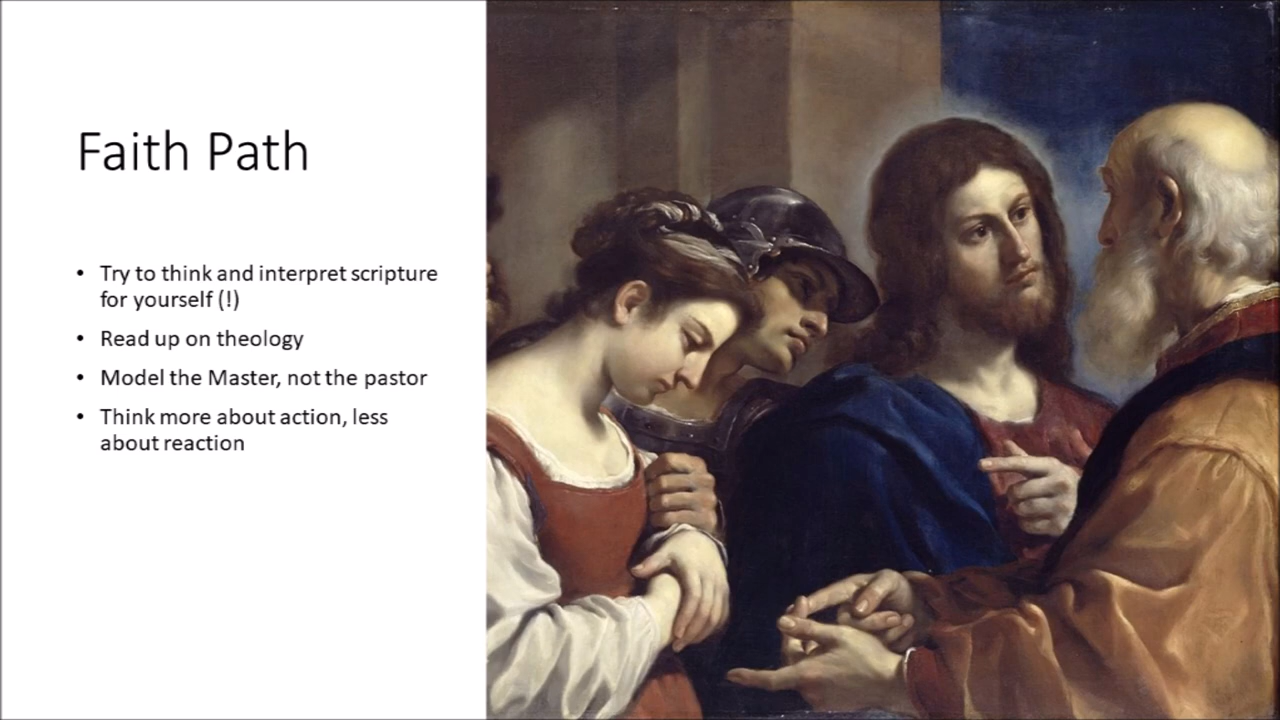 Faith Path
• Try to think and interpret scripture
for yourself (!)
• Read up on theology
• Model the Master, not the pastor
• Think more about action, less
about reaction